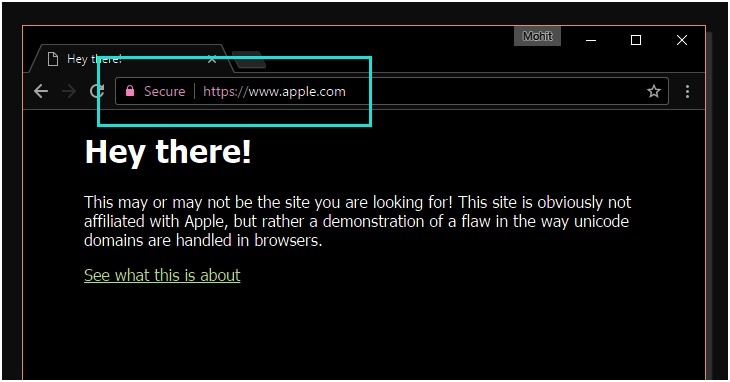 Mohit
Hey there!
Secure https://www.apple.com
Hey there!
This may or may not be the site you are looking for! This site is obviously not
affiliated with Apple, but rather a demonstration of a flaw in the way unicode
domains are handled in browsers.
See what this is about